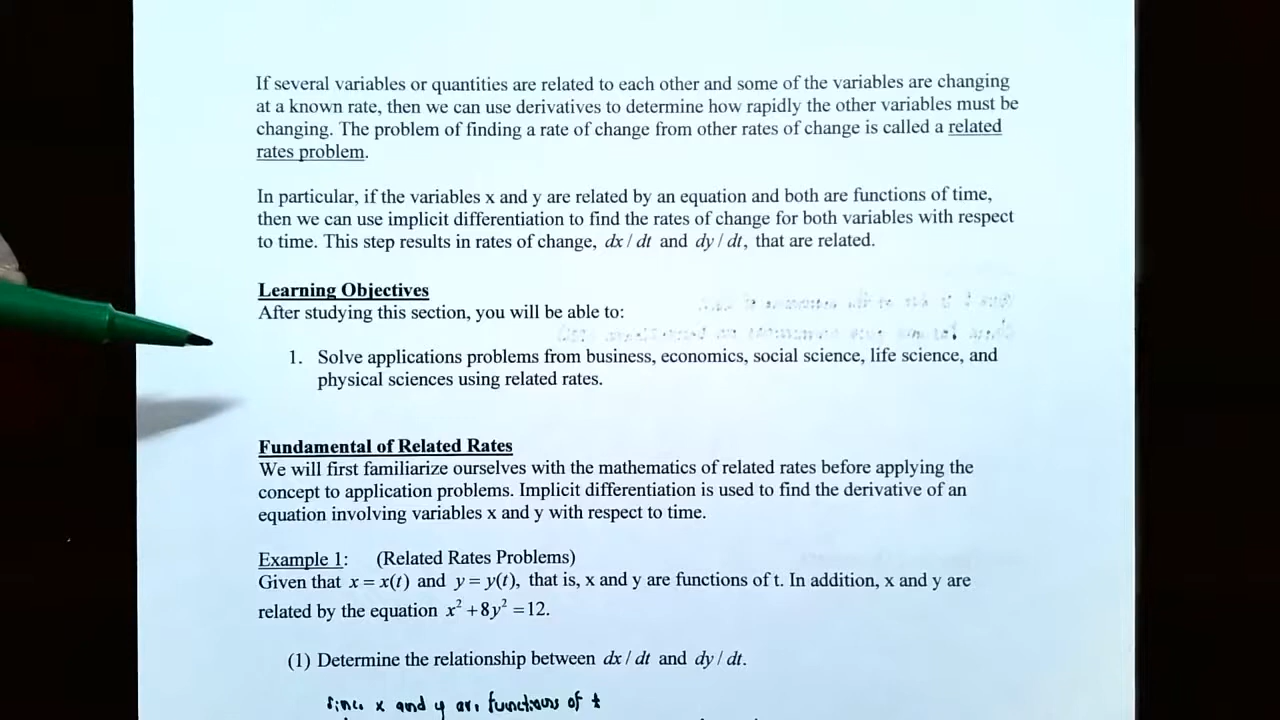 If several variables or quantities are related to each other and some of the variables are changing
at a known rate, then we can use derivatives to determine how rapidly the other variables must be
changing. The problem of finding a rate of change from other rates of change is called a related
rates problem.
In particular, if the variables x and y are related by an equation and both are functions of time,
then we can use implicit differentiation to find the rates of change for both variables with respect
to time. This step results in rates of change, dx / dt and dy / dt, that are related.
Learning Objectives
After studying this section, you will be able to:
1. Solve applications problems from business, economics, social science, life science, and
physical sciences using related rates.
Fundamental of Related Rates
We will first familiarize ourselves with the mathematics of related rates before applying the
concept to application problems. Implicit differentiation is used to find the derivative of an
equation involving variables x and y with respect to time.
Example 1: (Related Rates Problems)
Given that x = x(t) and y = y(t), that is, x and y are functions of t. In addition, x and y are
related by the equation x² + 8y² = 12.
(1) Determine the relationship between dx / dt and dy / dt.
Since x and y are functions of t